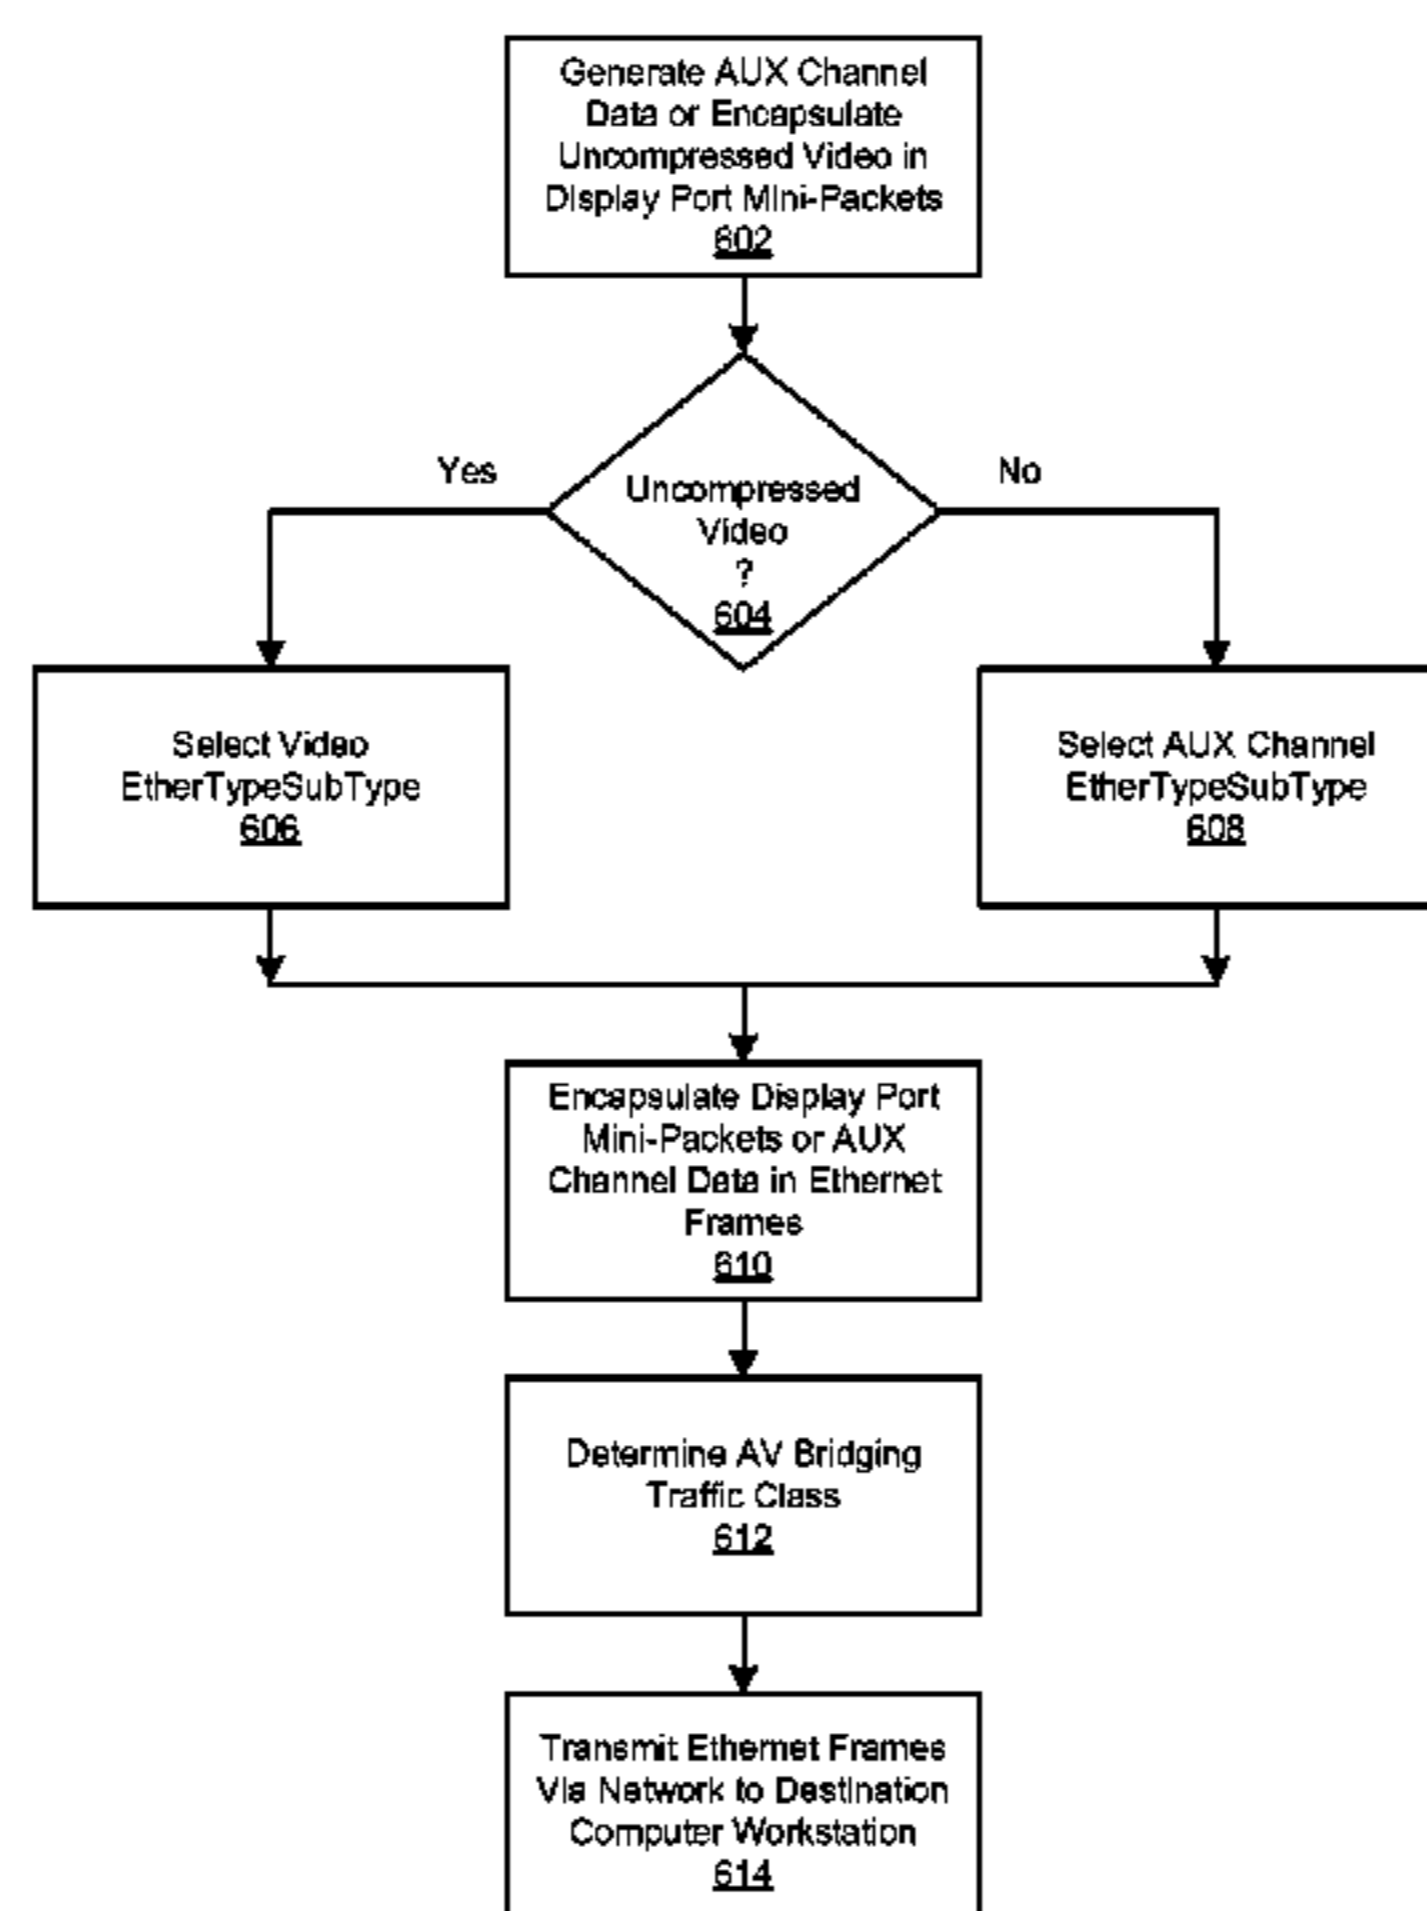 Generate AUX Channel
Data or Encapsulate
Uncompressed Video in
Display Port Mini-Packets
602
Yes
No
Uncompressed
Video
?
604
Select Video
EtherTypeSubType
606
Select AUX Channel
EtherTypeSubType
608
Encapsulate Display Port
Mini-Packets or AUX
Channel Data in Ethernet
Frames
610
Determine AV Bridging
Traffic Class
612
Transmit Ethernet Frames
Via Network to Destination
Computer Workstation
614